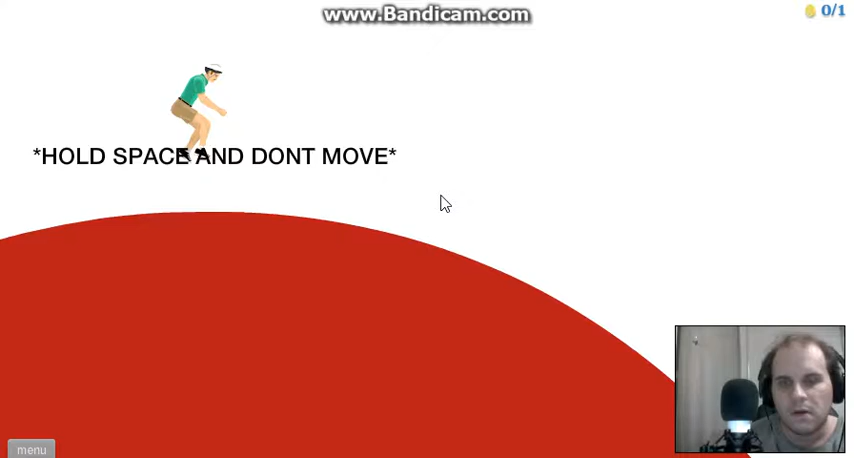 www.Bandicam.com
0/1
*HOLD SPACE AND DONT MOVE*
menu